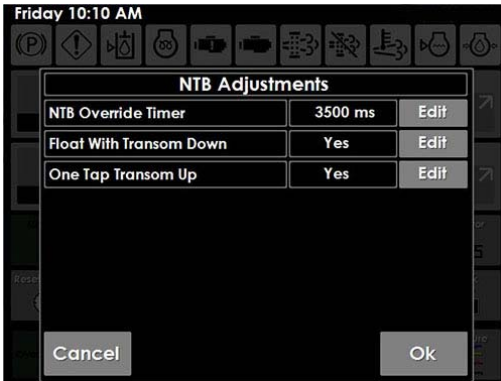 Friday 10:10 AM
NTB Adjustments
NTB Override Timer 3500 ms Edit
Float With Transom Down Yes Edit
One Tap Transom Up Yes Edit
Cancel Ok